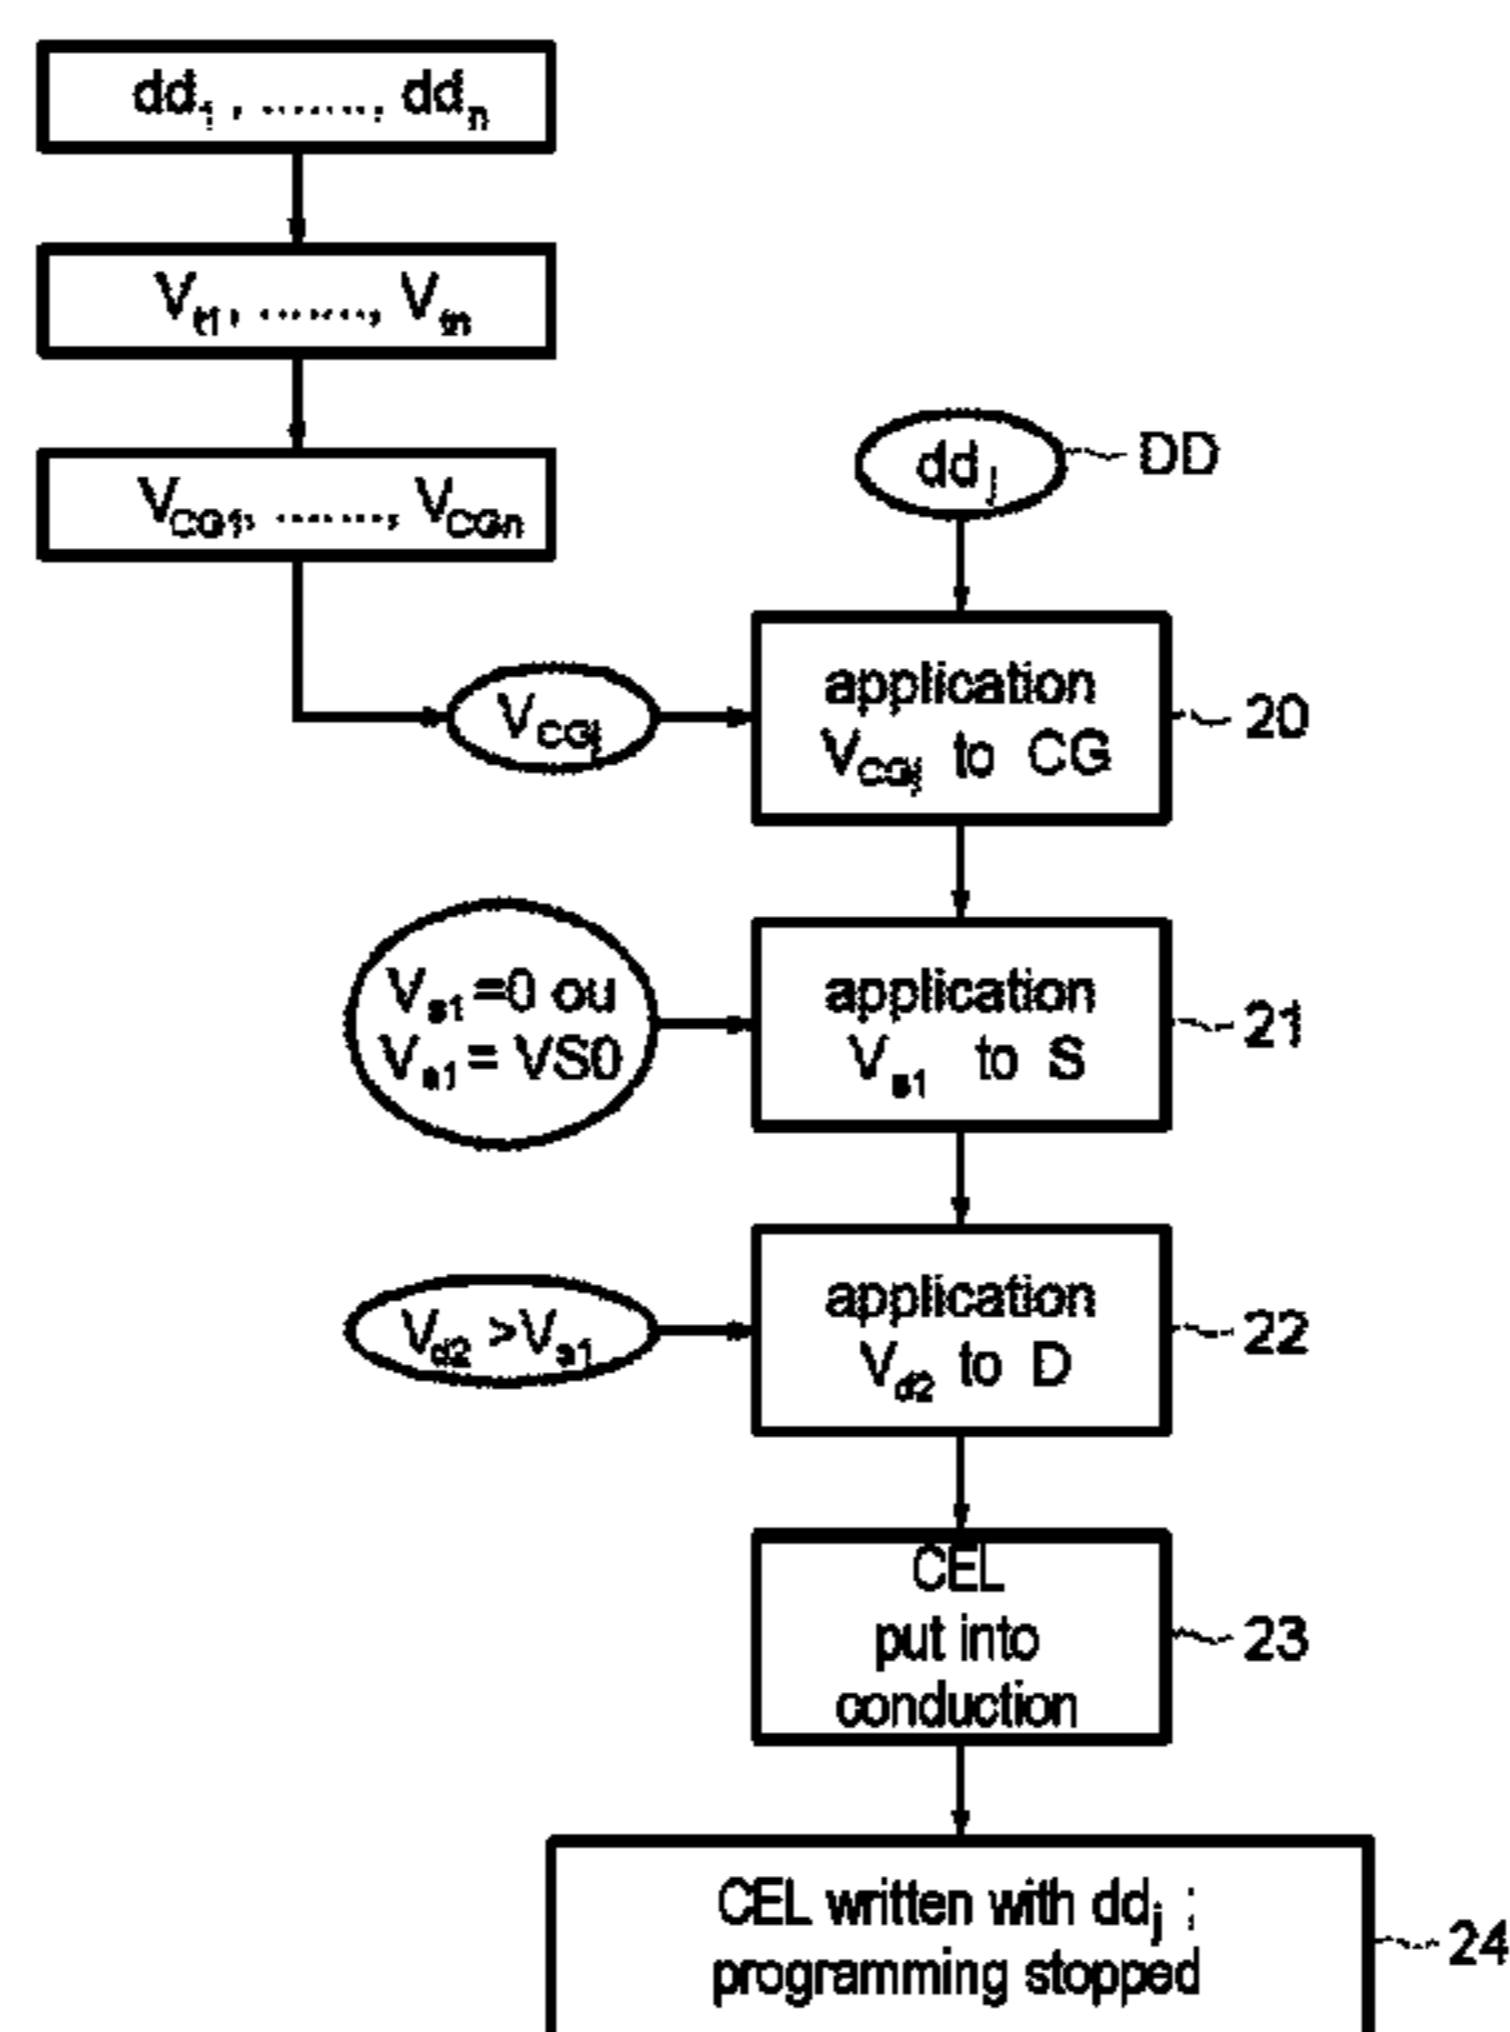 dd1, ........, ddn
Vt1, ........, Vtn
VCG1, ........, VCGn
ddj
DD
VCGj
application
VCGj to CG
20
Vs1 =0 ou
Vs1 = VS0
application
Vs1 to S
21
Vd2 >Vs1
application
Vd2 to D
22
CEL
put into
conduction
23
CEL written with ddj ;
programming stopped
24